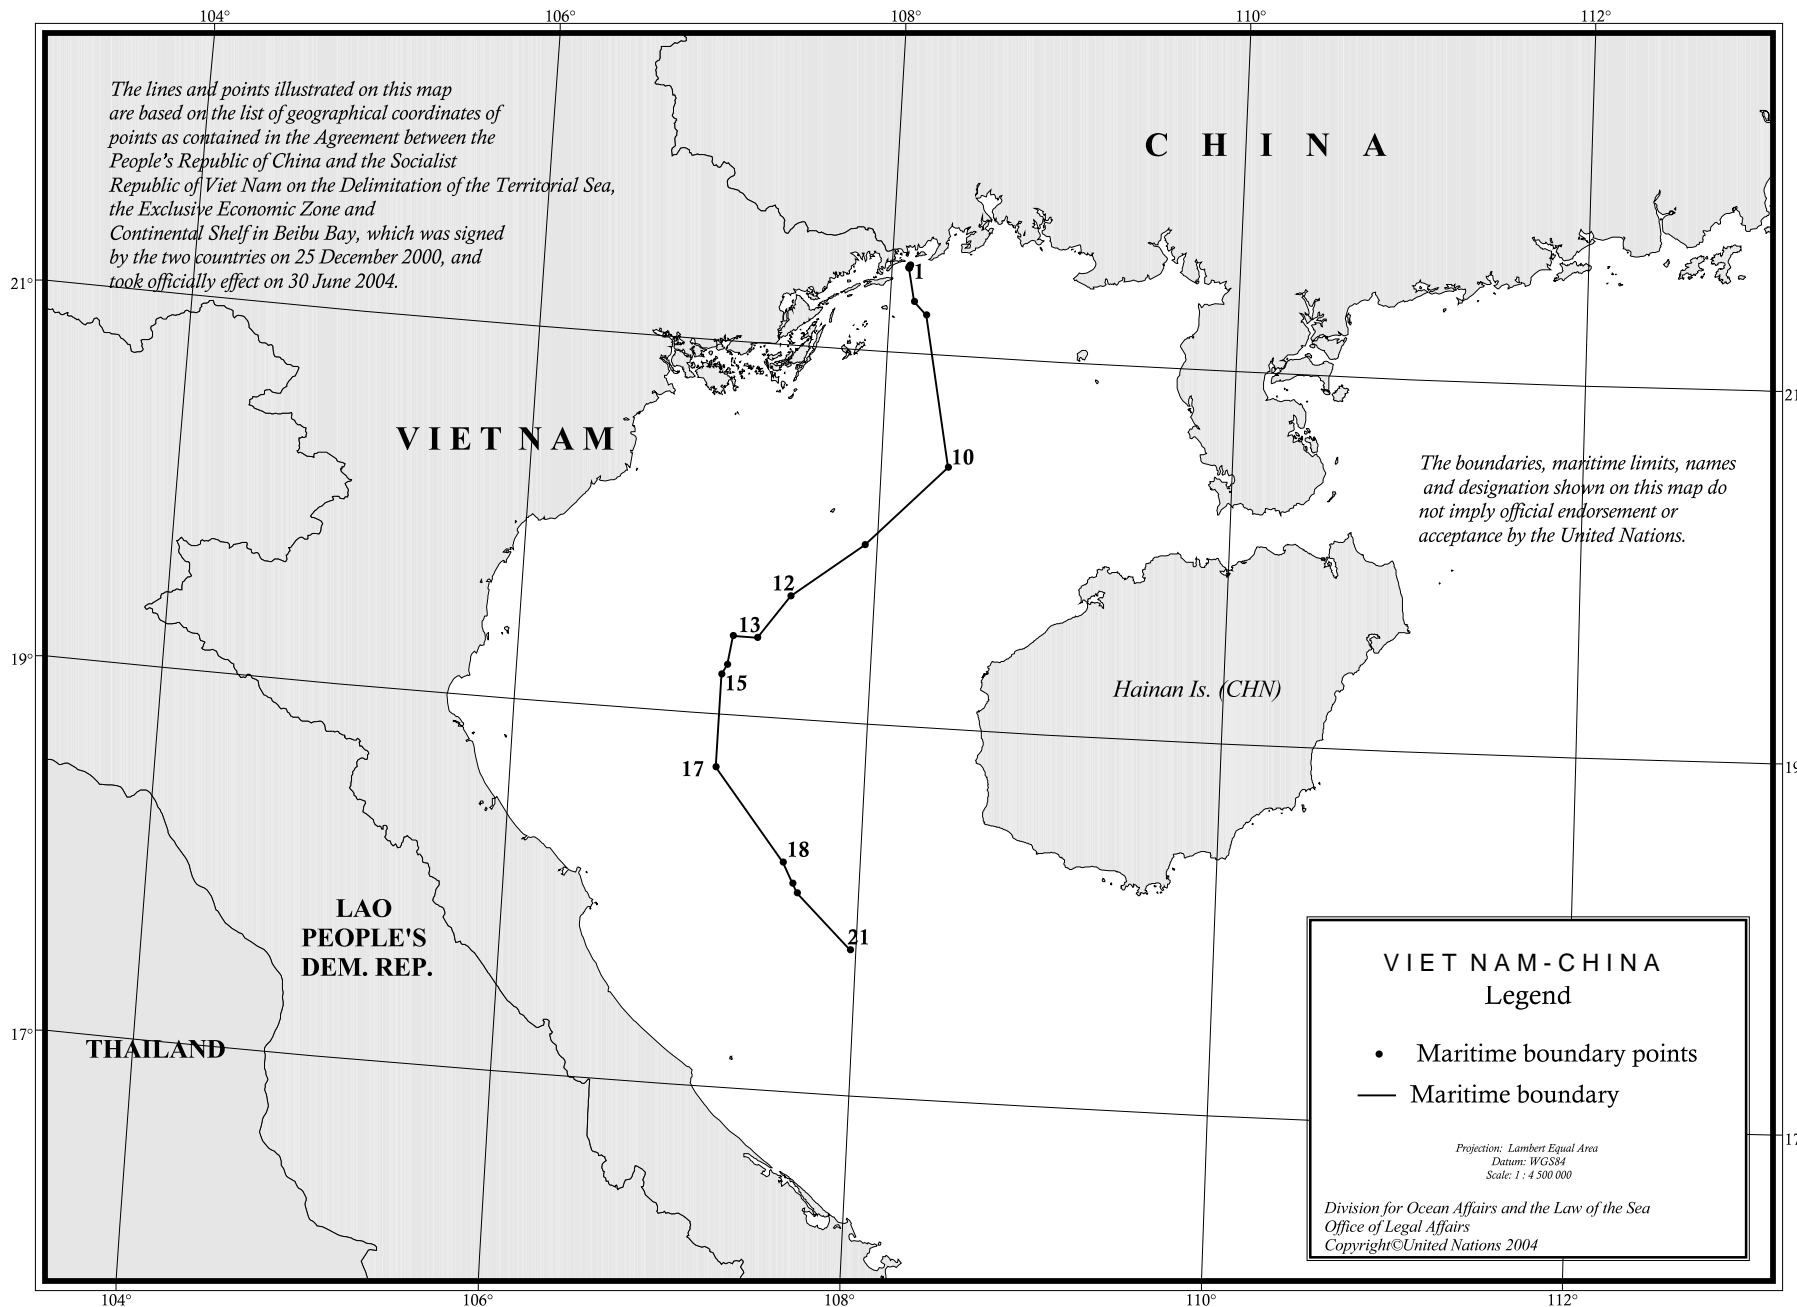 104° 106° 108° 110° 112°
The lines and points illustrated on this map
are based on the list of geographical coordinates of
points as contained in the Agreement between the
People's Republic of China and the Socialist
Republic of Viet Nam on the Delimitation of the Territorial Sea,
the Exclusive Economic Zone and
Continental Shelf in Beibu Bay, which was signed
by the two countries on 25 December 2000, and
took officially effect on 30 June 2004.
CHINA
1
21°
21
VIET NAM
10
The boundaries, maritime limits, names
and designation shown on this map do
not imply official endorsement or
acceptance by the United Nations.
12
13
19°
15
Hainan Is. (CHN)
17
19
18
LAO
PEOPLE'S
DEM. REP.
21
17°
THAILAND
VIET NAM-CHINA
Legend
Maritime boundary points
Maritime boundary
17
Projection: Lambert Equal Area
Datum: WGS84
Scale: 1 : 4 500 000
Division for Ocean Affairs and the Law of the Sea
Office of Legal Affairs
Copyright©United Nations 2004
104° 106° 108° 110° 112°